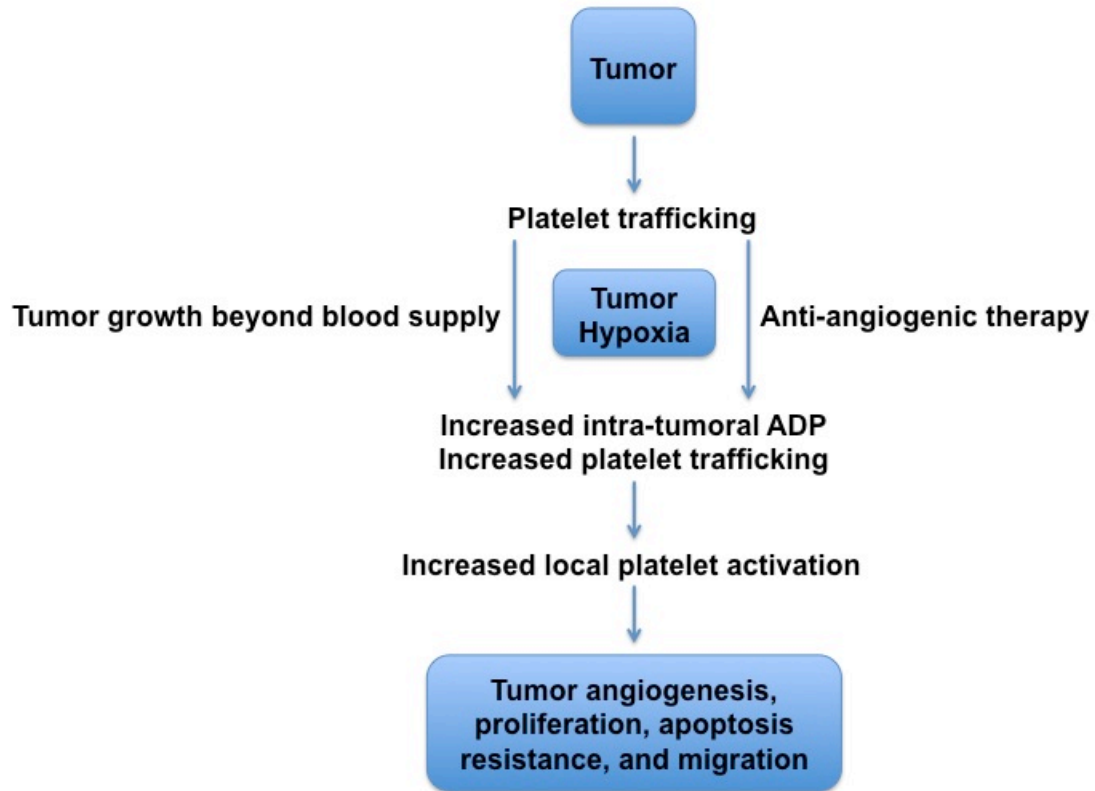 Tumor
Platelet trafficking
Tumor growth beyond blood supply
Tumor
Hypoxia
Anti-angiogenic therapy
Increased intra-tumoral ADP
Increased platelet trafficking
Increased local platelet activation
Tumor angiogenesis,
proliferation, apoptosis
resistance, and migration